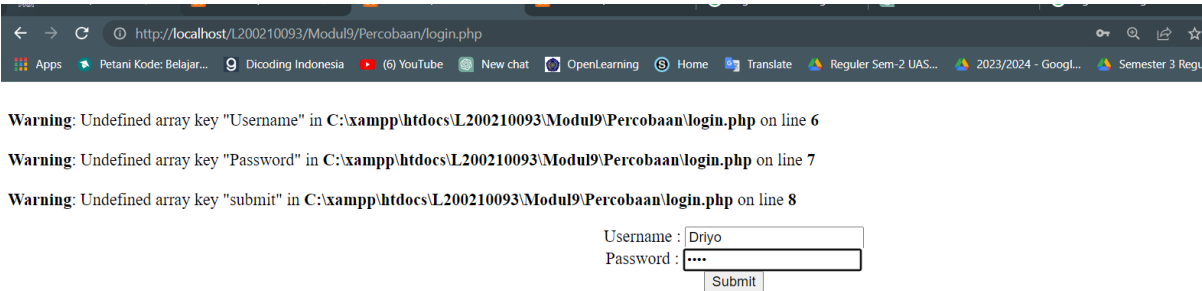 http://localhost/L200210093/Modul9/Percobaan/login.php
Apps Petani Kode: Belajar... Dicoding Indonesia (6) YouTube New chat OpenLearning Home Translate Reguler Sem-2 UAS... 2023/2024 - Googl... Semester 3 Regu
Warning: Undefined array key "Username" in C:\xampp\htdocs\L200210093\Modul9\Percobaan\login.php on line 6
Warning: Undefined array key "Password" in C:\xampp\htdocs\L200210093\Modul9\Percobaan\login.php on line 7
Warning: Undefined array key "submit" in C:\xampp\htdocs\L200210093\Modul9\Percobaan\login.php on line 8
Username : Driyo
Password : ••••
Submit